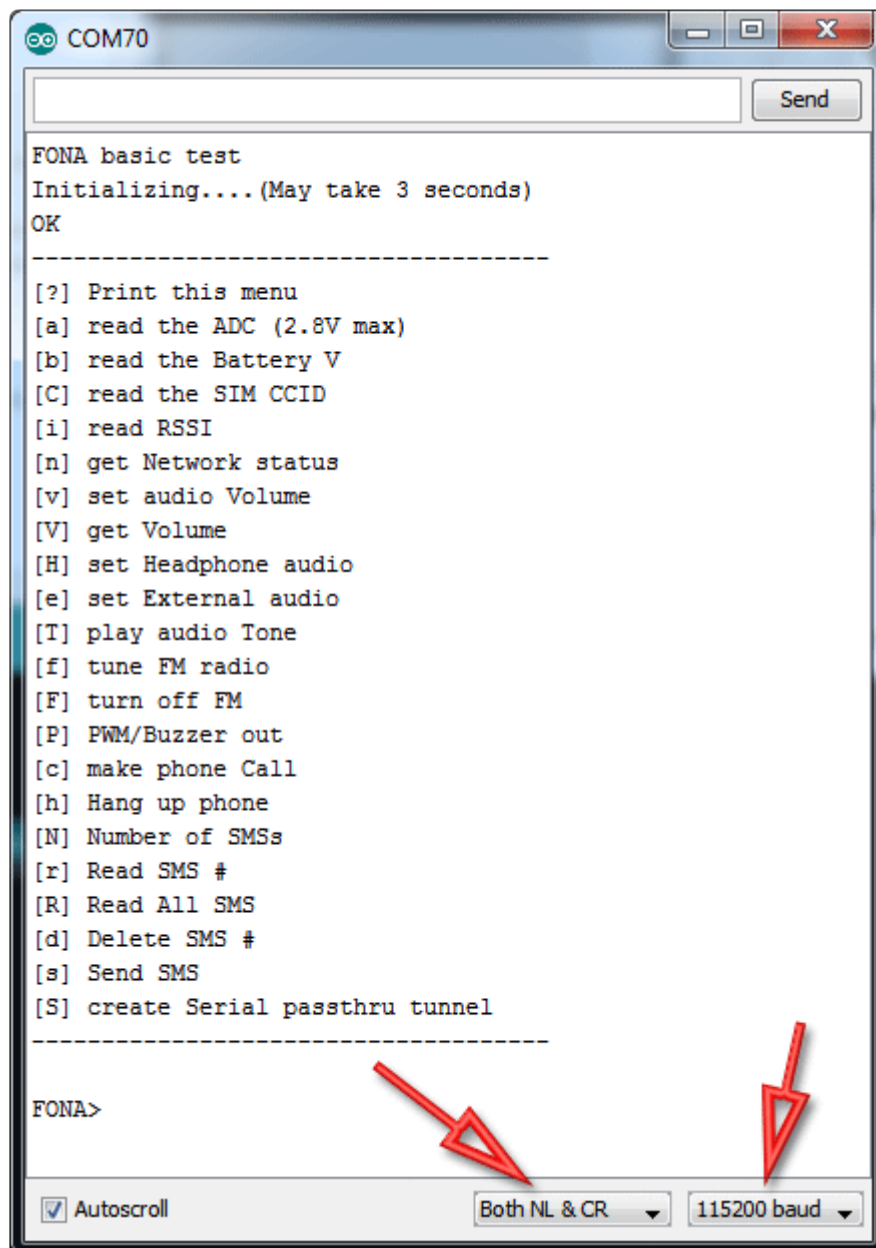 COM70
Send
FONA basic test
Initializing....(May take 3 seconds)
OK
-------------------------------------
[?] Print this menu
[a] read the ADC (2.8V max)
[b] read the Battery V
[C] read the SIM CCID
[i] read RSSI
[n] get Network status
[v] set audio Volume
[V] get Volume
[H] set Headphone audio
[e] set External audio
[T] play audio Tone
[f] tune FM radio
[F] turn off FM
[P] PWM/Buzzer out
[c] make phone Call
[h] Hang up phone
[N] Number of SMSs
[r] Read SMS #
[R] Read All SMS
[d] Delete SMS #
[s] Send SMS
[S] create Serial passthru tunnel
-------------------------------------
FONA>
Autoscroll Both NL & CR 115200 baud